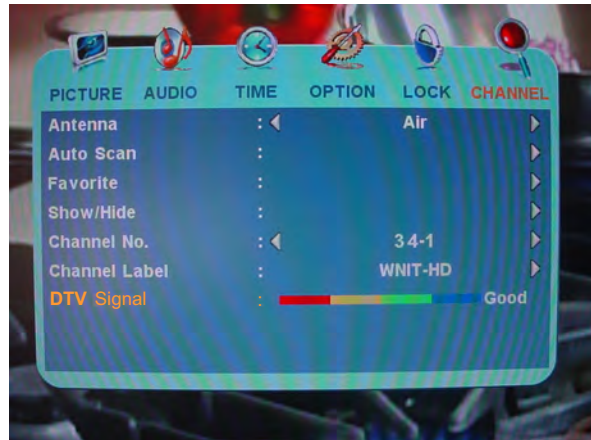 PICTURE AUDIO TIME OPTION LOCK CHANNEL
Antenna : Air
Auto Scan :
Favorite :
Show/Hide :
Channel No. : 34-1
Channel Label : WNIT-HD
DTV Signal : Good